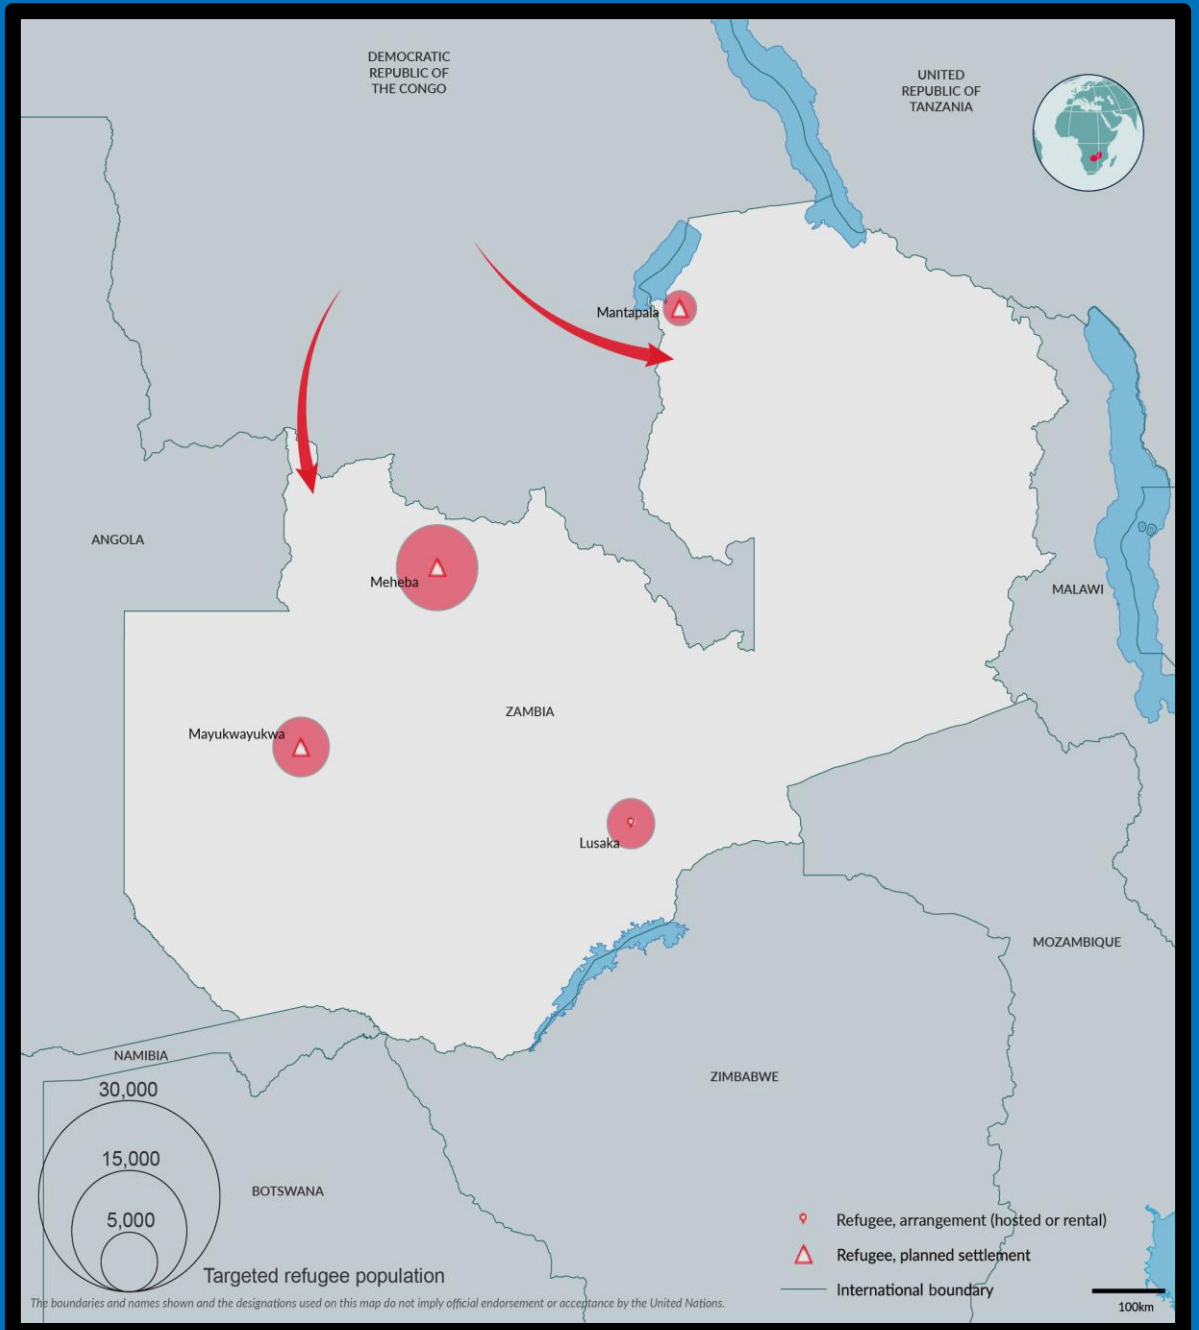 DEMOCRATIC
REPUBLIC OF
THE CONGO
UNITED
REPUBLIC OF
TANZANIA
Mantapala
ANGOLA
Meheba
MALAWI
ZAMBIA
Mayukwayukwa
Lusaka
MOZAMBIQUE
NAMIBIA
ZIMBABWE
30,000
15,000
BOTSWANA
5,000
Targeted refugee population
Refugee, arrangement (hosted or rental)
Refugee, planned settlement
International boundary
100km
The boundaries and names shown and the designations used on this map do not imply official endorsement or acceptance by the United Nations.